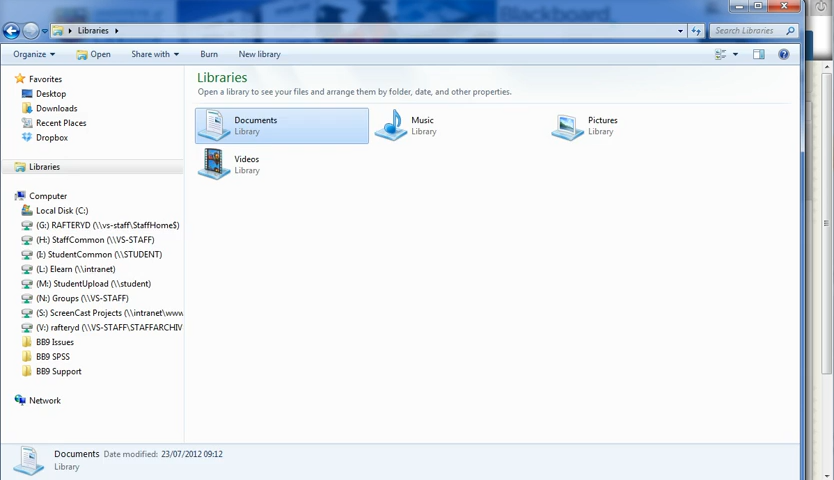 Blackboard
Libraries
Search Libraries
Organize Open Share with Burn New library
Favorites
Desktop
Downloads
Recent Places
Dropbox
Libraries
Computer
Local Disk (C:)
(G:) RAFTERYD (\\vs-staff\StaffHome$)
(H:) StaffCommon (\\VS-STAFF)
(I:) StudentCommon (\\STUDENT)
(L:) Elearn (\\intranet)
(M:) StudentUpload (\\student)
(N:) Groups (\\VS-STAFF)
(S:) ScreenCast Projects (\\intranet\www
(V:) rafteryd (\\VS-STAFF\STAFFARCHIV
BB9 Issues
BB9 SPSS
BB9 Support
Network
Libraries
Open a library to see your files and arrange them by folder, date, and other properties.
Documents
Library
Music
Library
Pictures
Library
Videos
Library
Documents Date modified: 23/07/2012 09:12
Library